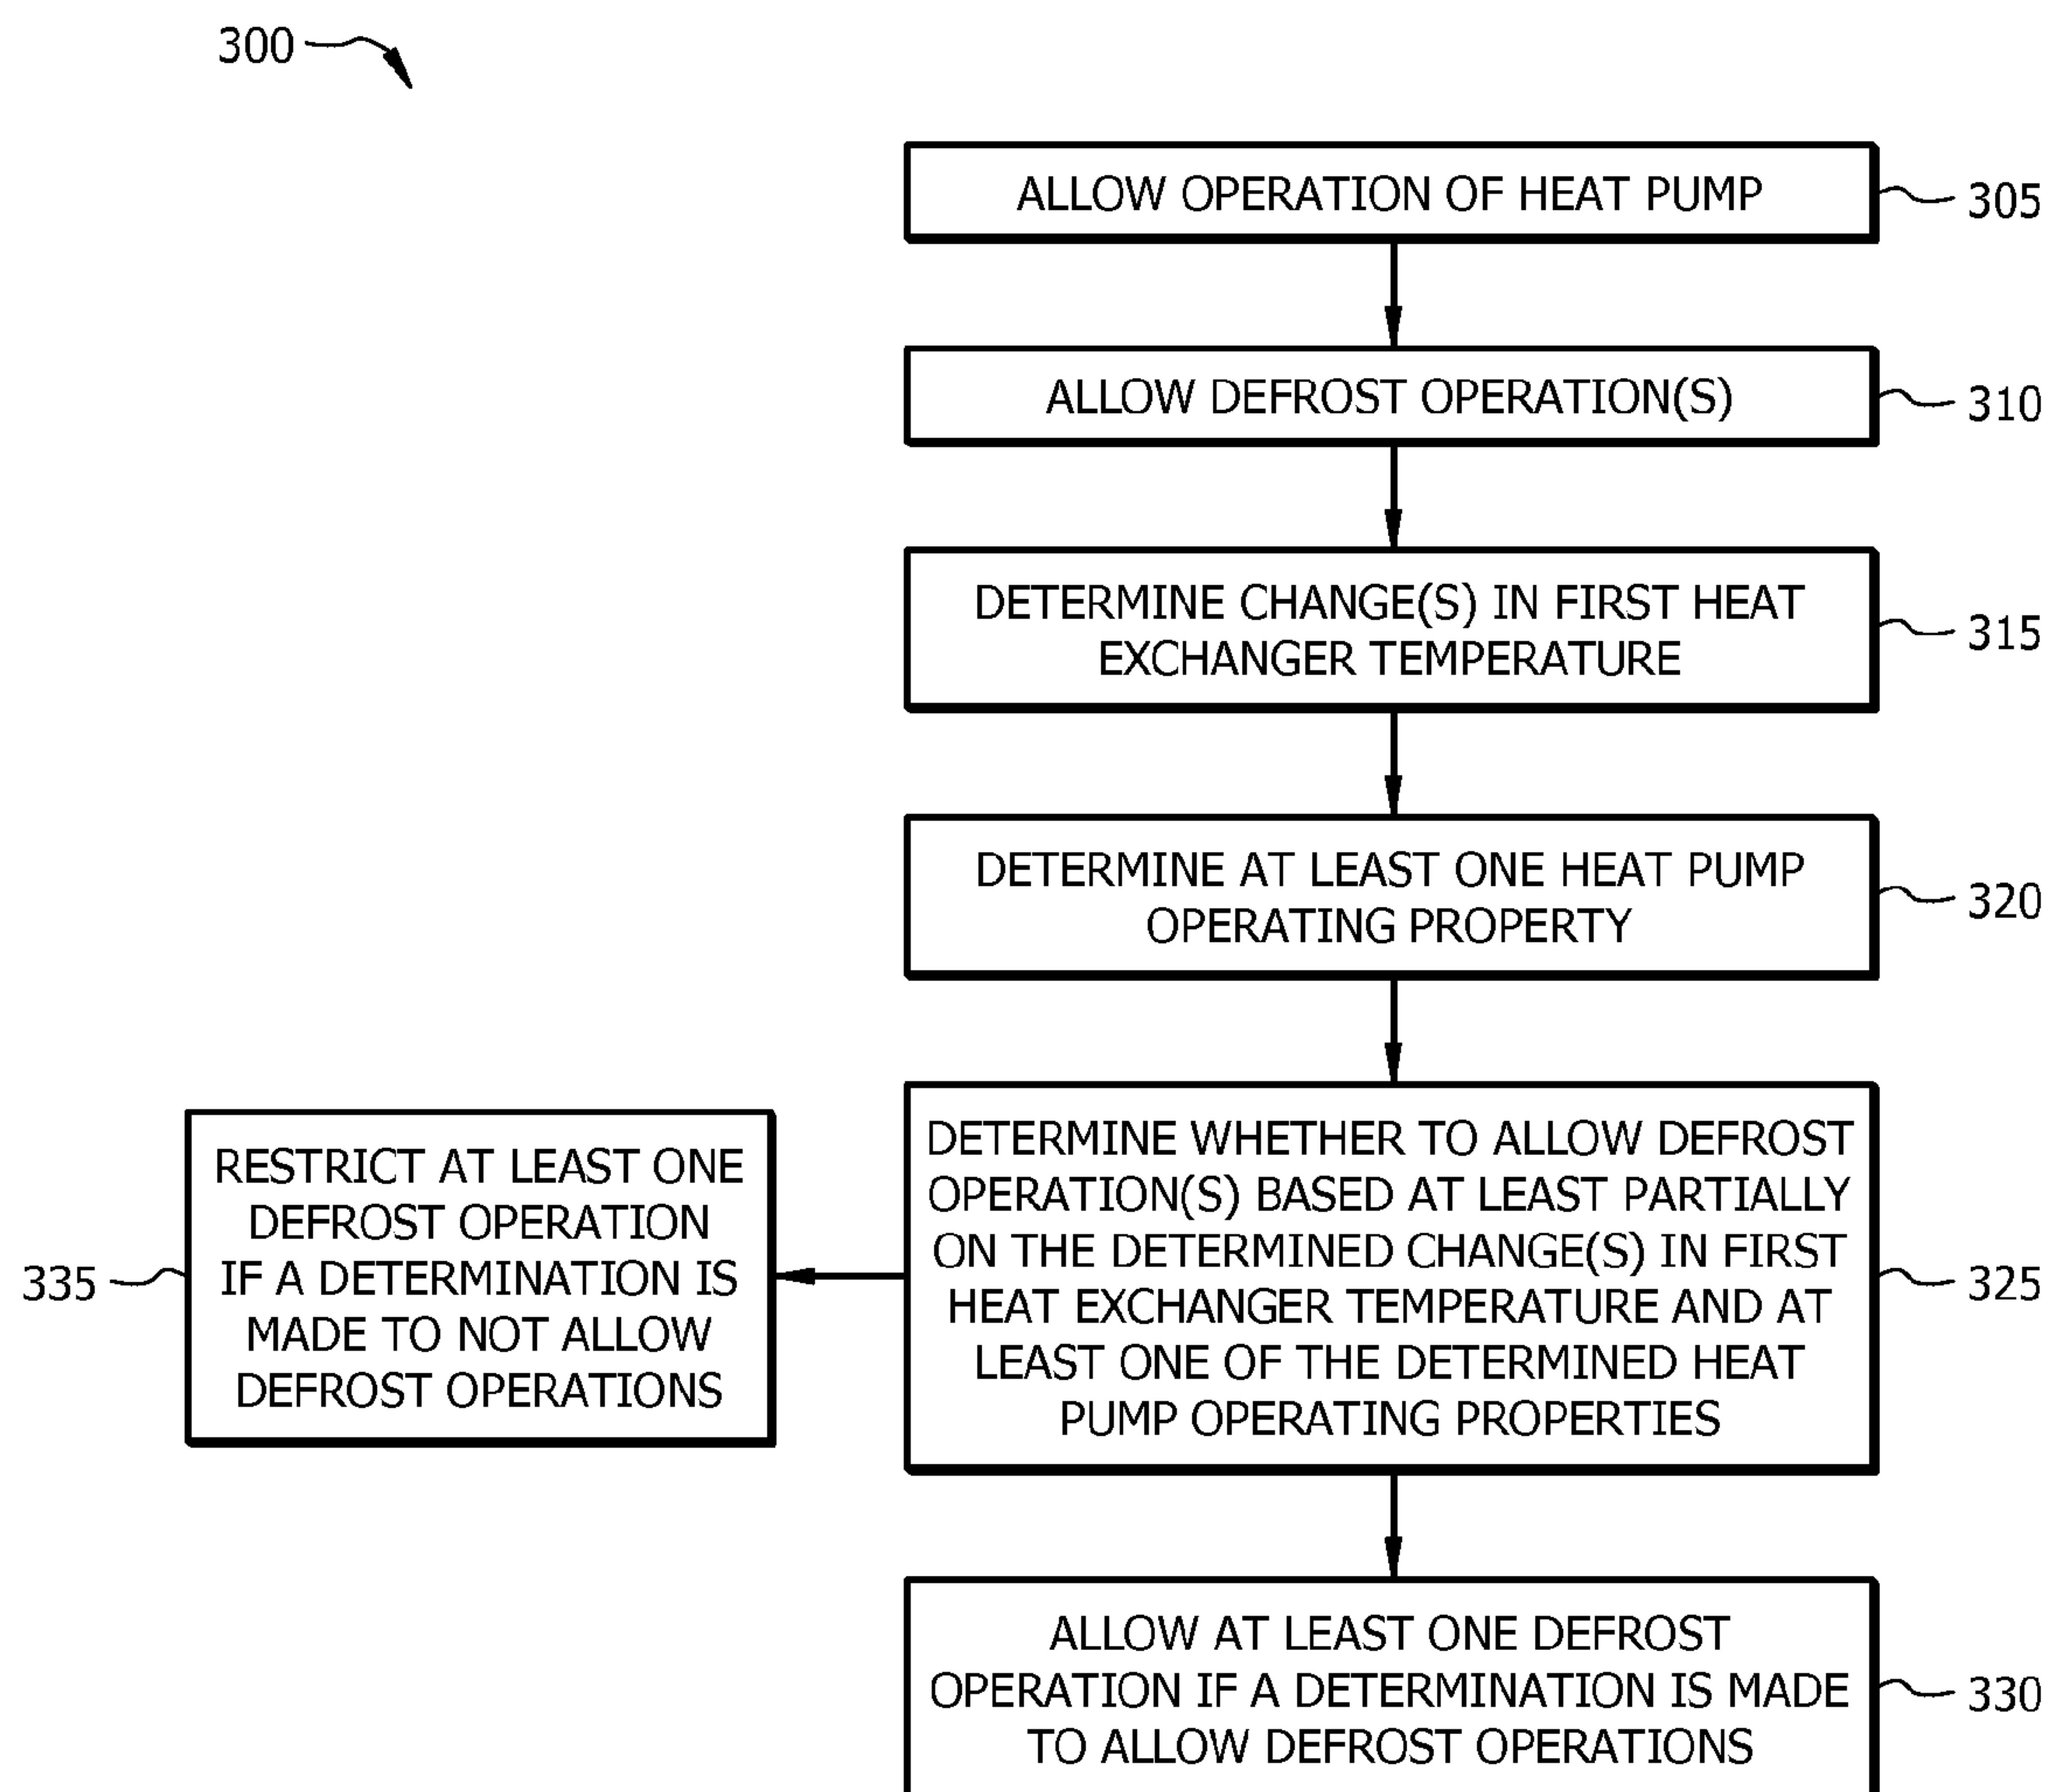 300
ALLOW OPERATION OF HEAT PUMP
305
ALLOW DEFROST OPERATION(S)
310
DETERMINE CHANGE(S) IN FIRST HEAT
EXCHANGER TEMPERATURE
315
DETERMINE AT LEAST ONE HEAT PUMP
OPERATING PROPERTY
320
DETERMINE WHETHER TO ALLOW DEFROST
OPERATION(S) BASED AT LEAST PARTIALLY
ON THE DETERMINED CHANGE(S) IN FIRST
HEAT EXCHANGER TEMPERATURE AND AT
LEAST ONE OF THE DETERMINED HEAT
PUMP OPERATING PROPERTIES
325
RESTRICT AT LEAST ONE
DEFROST OPERATION
IF A DETERMINATION IS
MADE TO NOT ALLOW
DEFROST OPERATIONS
335
ALLOW AT LEAST ONE DEFROST
OPERATION IF A DETERMINATION IS MADE
TO ALLOW DEFROST OPERATIONS
330